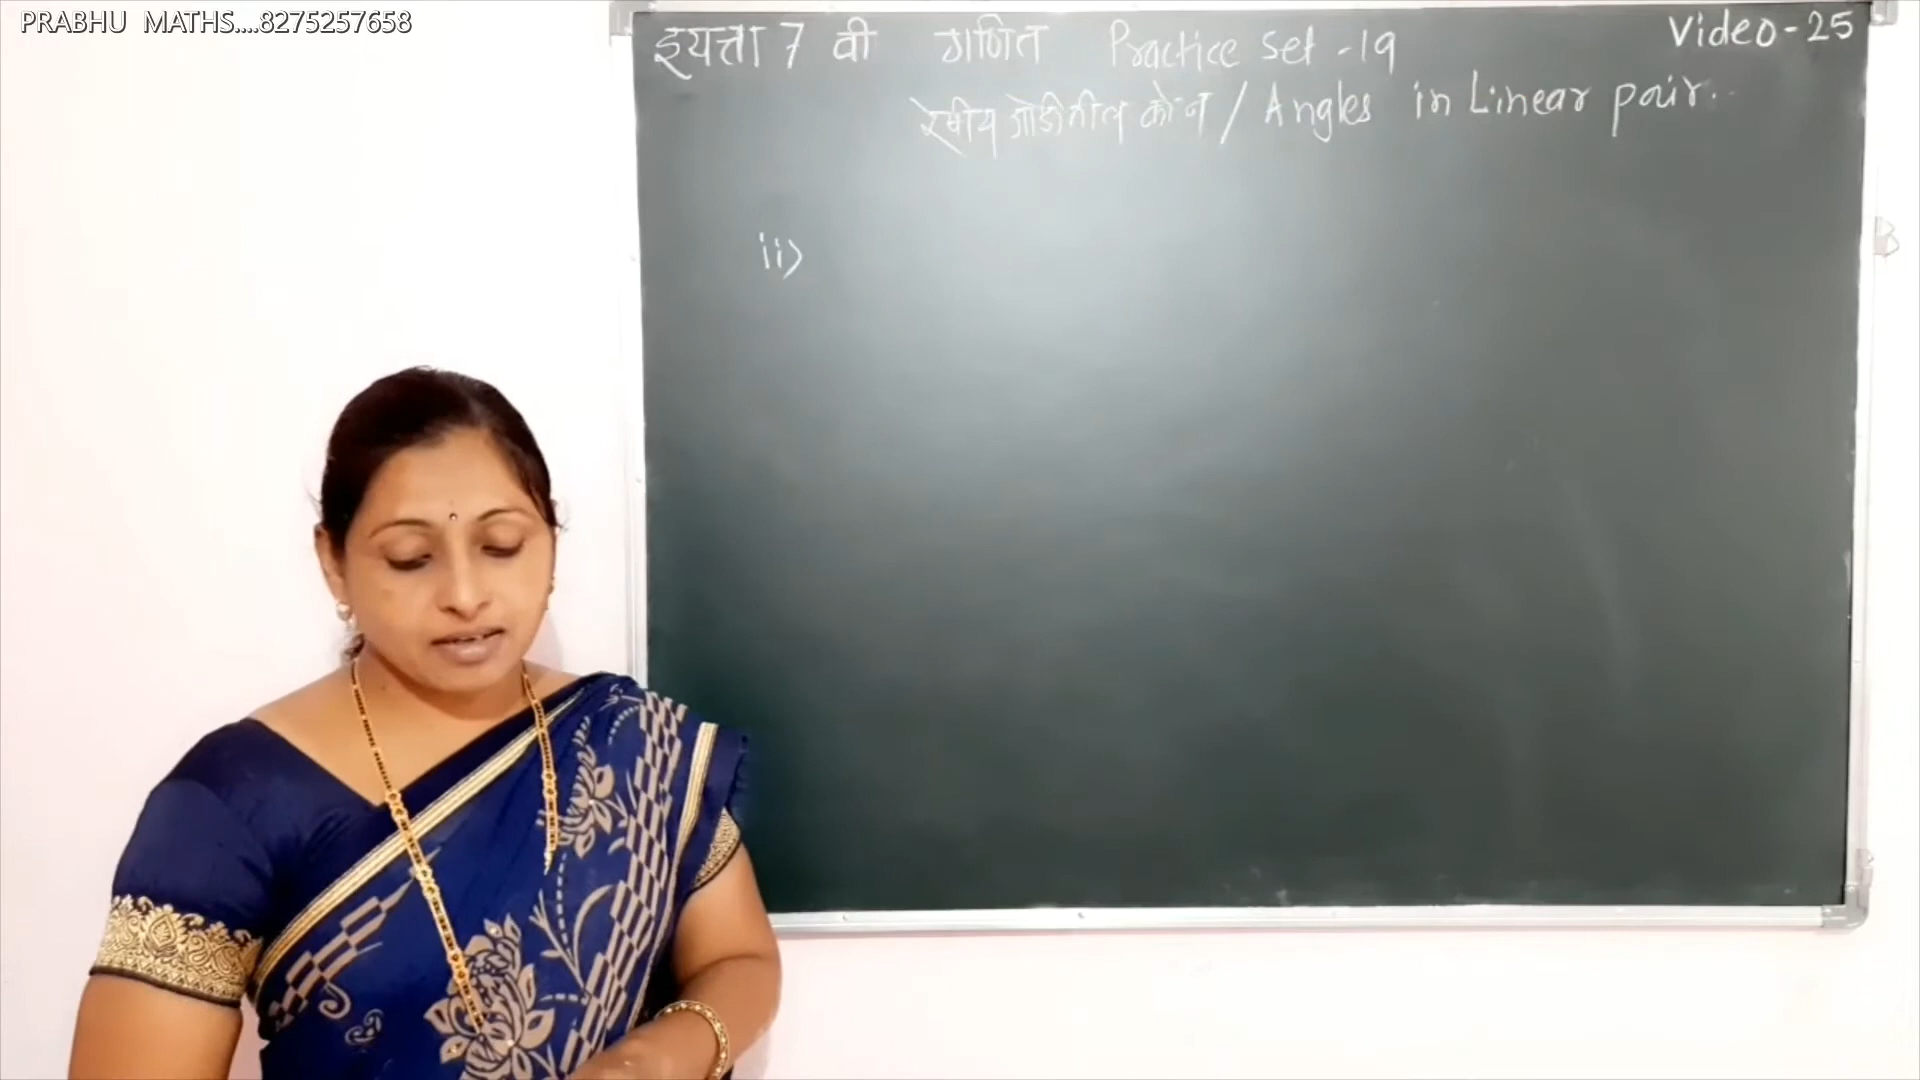 PRABHU MATHS....8275257658
इयत्ता 7 वी गणित Practice Set - 19
Video - 25
रेषीय जोडीतील कोन / Angles in Linear pair.
ii)